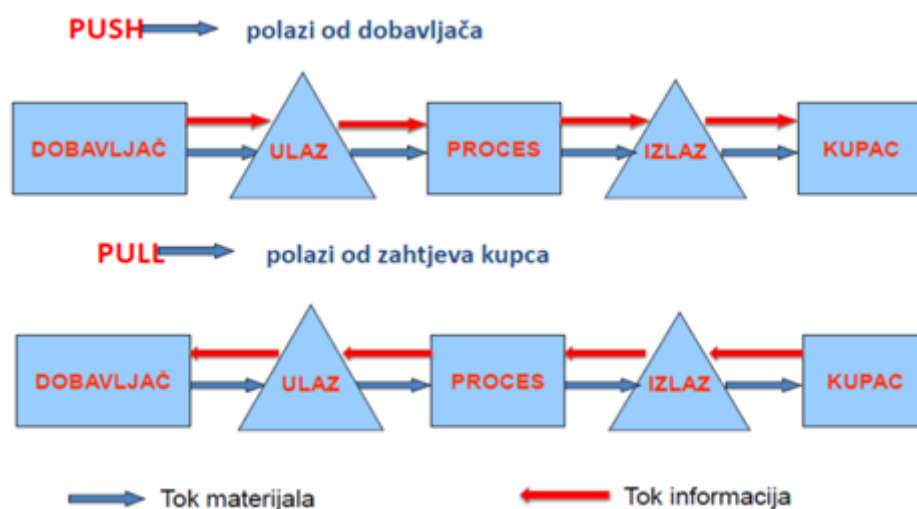 PUSH polazi od dobavljača
DOBAVLJAČ ULAZ PROCES IZLAZ KUPAC
PULL polazi od zahtjeva kupca
DOBAVLJAČ ULAZ PROCES IZLAZ KUPAC
Tok materijala Tok informacija